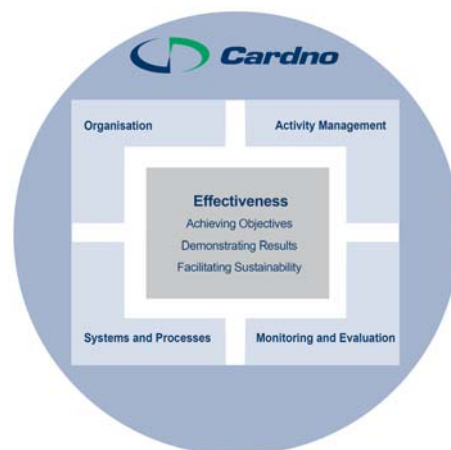 Cardno
Organisation
Activity Management
Effectiveness
Achieving Objectives
Demonstrating Results
Facilitating Sustainability
Systems and Processes
Monitoring and Evaluation